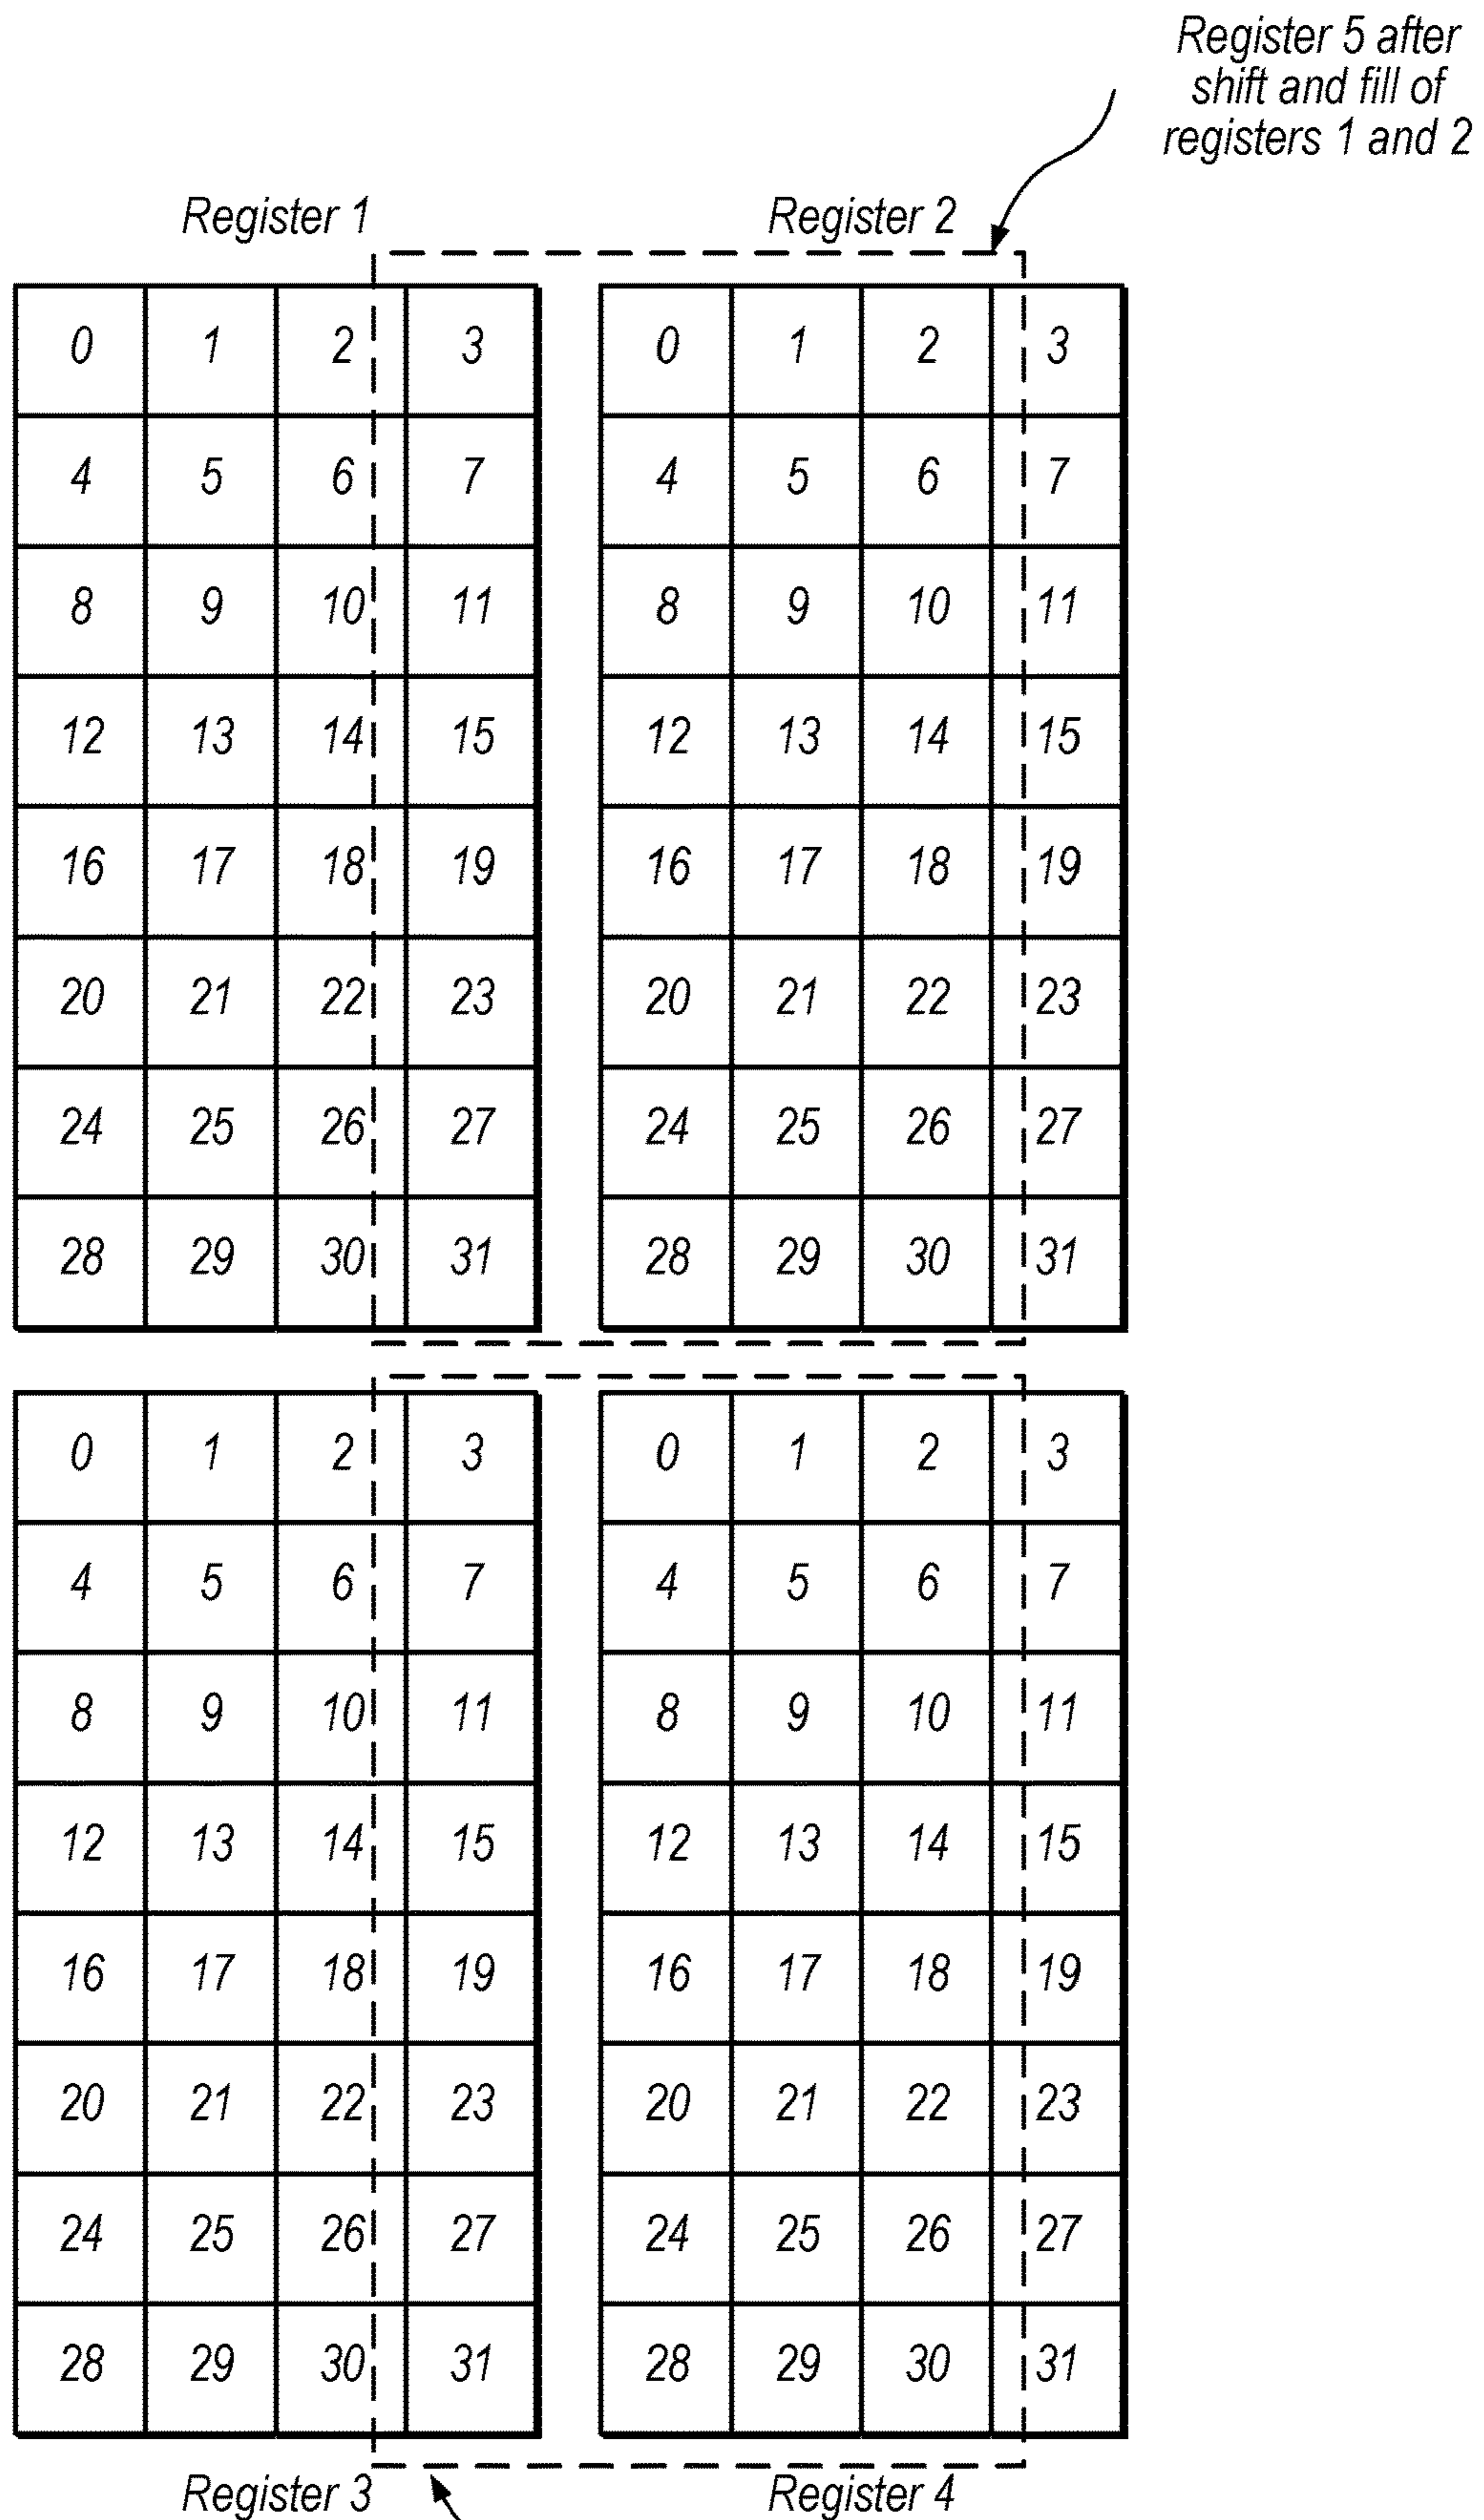 Register 5 after
shift and fill of
registers 1 and 2
Register 1 Register 2
0 1 2 3 0 1 2 3
4 5 6 7 4 5 6 7
8 9 10 11 8 9 10 11
12 13 14 15 12 13 14 15
16 17 18 19 16 17 18 19
20 21 22 23 20 21 22 23
24 25 26 27 24 25 26 27
28 29 30 31 28 29 30 31
0 1 2 3 0 1 2 3
4 5 6 7 4 5 6 7
8 9 10 11 8 9 10 11
12 13 14 15 12 13 14 15
16 17 18 19 16 17 18 19
20 21 22 23 20 21 22 23
24 25 26 27 24 25 26 27
28 29 30 31 28 29 30 31
Register 3 Register 4